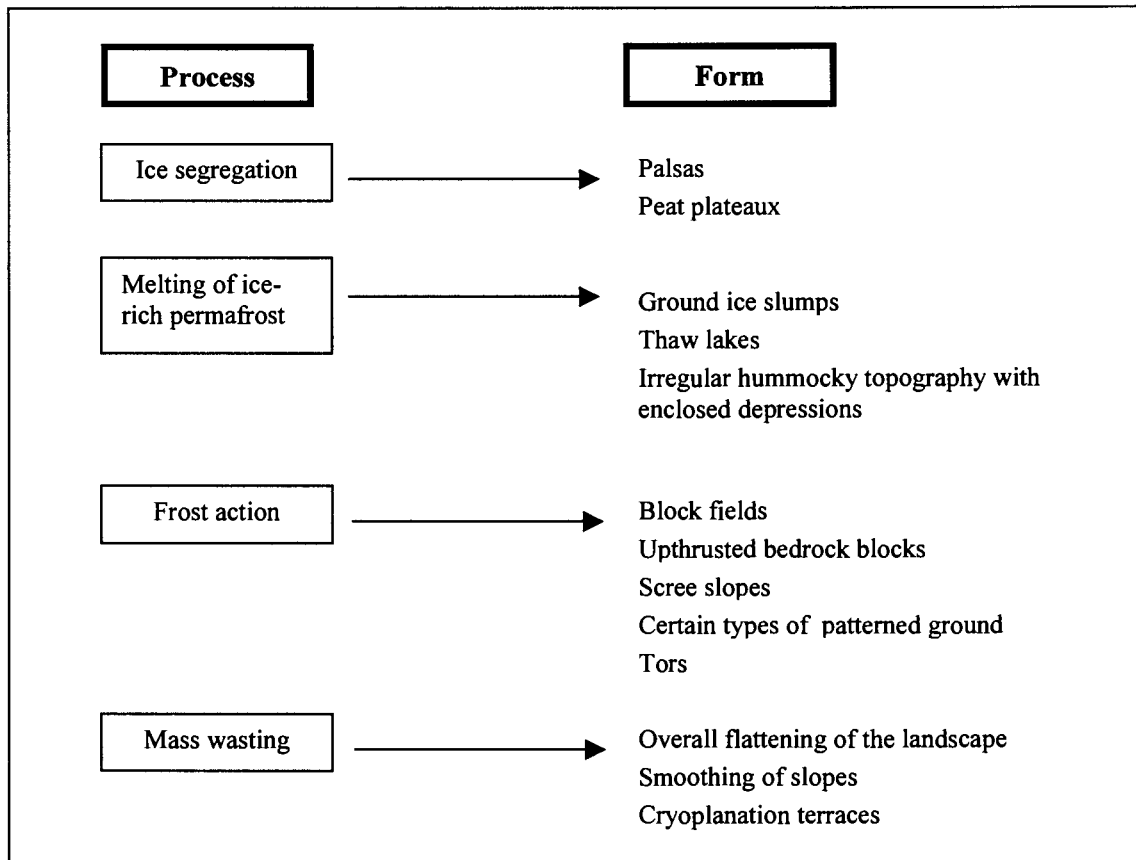 Process
Form
Ice segregation
Palsas
Peat plateaux
Melting of ice-
rich permafrost
Ground ice slumps
Thaw lakes
Irregular hummocky topography with
enclosed depressions
Frost action
Block fields
Upthrusted bedrock blocks
Scree slopes
Certain types of patterned ground
Tors
Mass wasting
Overall flattening of the landscape
Smoothing of slopes
Cryoplanation terraces